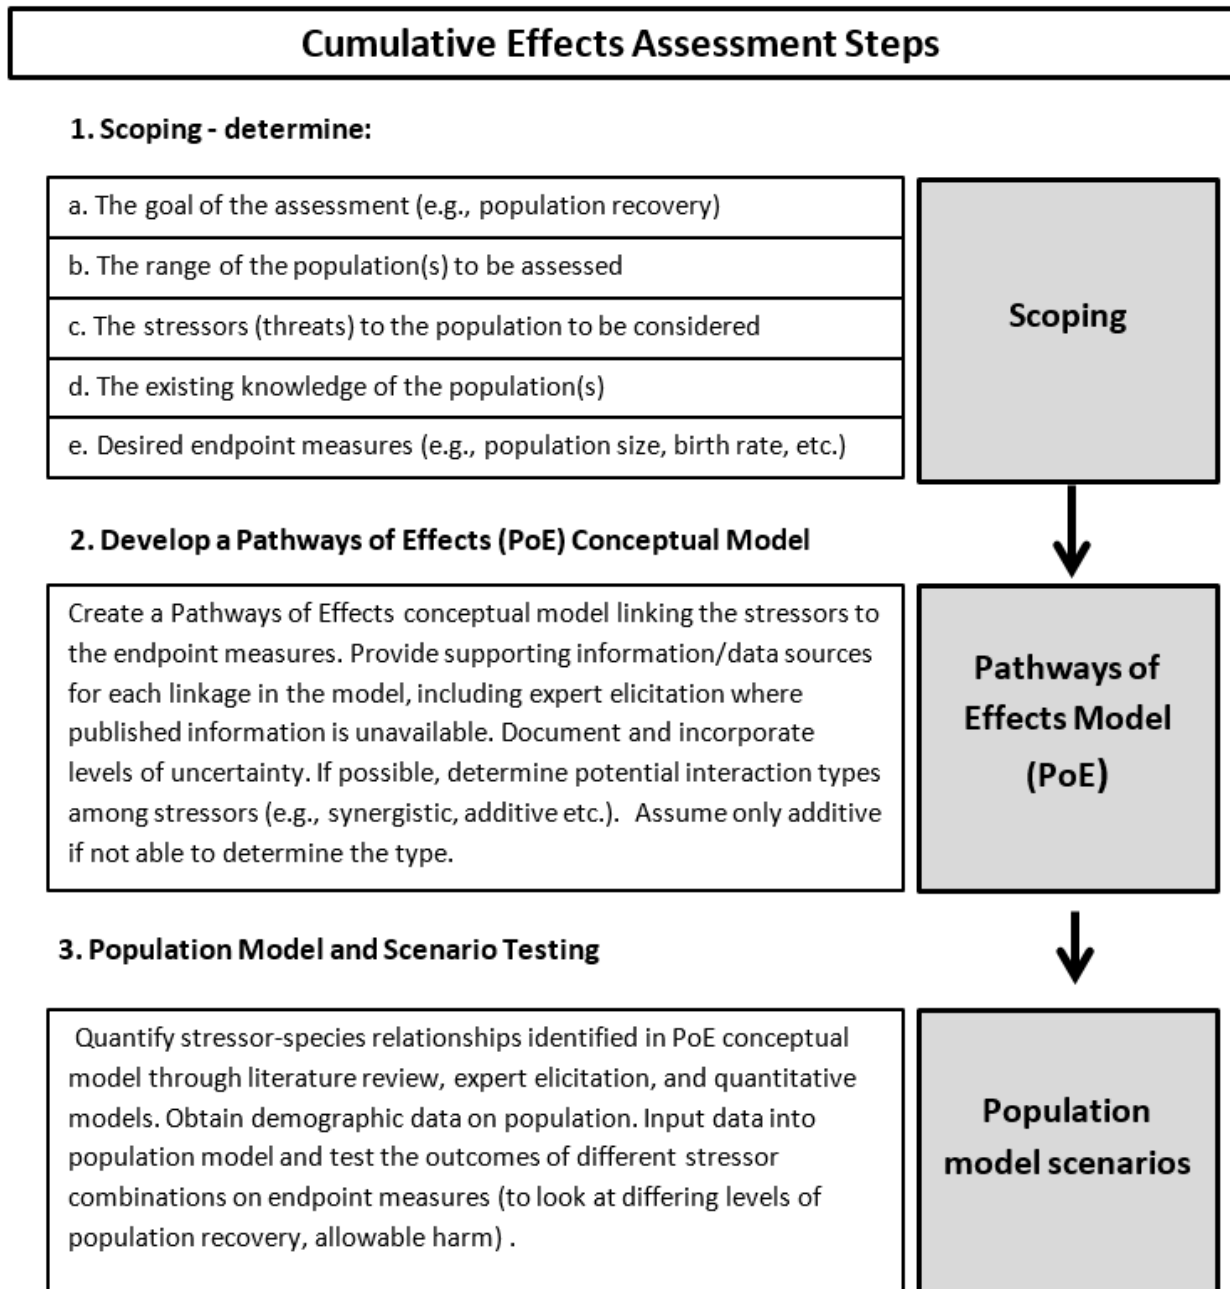 Cumulative Effects Assessment Steps
1. Scoping - determine:
a. The goal of the assessment (e.g., population recovery)
b. The range of the population(s) to be assessed
c. The stressors (threats) to the population to be considered
d. The existing knowledge of the population(s)
e. Desired endpoint measures (e.g., population size, birth rate, etc.)
Scoping
2. Develop a Pathways of Effects (PoE) Conceptual Model
Create a Pathways of Effects conceptual model linking the stressors to
the endpoint measures. Provide supporting information/data sources
for each linkage in the model, including expert elicitation where
published information is unavailable. Document and incorporate
levels of uncertainty. If possible, determine potential interaction types
among stressors (e.g., synergistic, additive etc.). Assume only additive
if not able to determine the type.
Pathways of
Effects Model
(PoE)
3. Population Model and Scenario Testing
Quantify stressor-species relationships identified in PoE conceptual
model through literature review, expert elicitation, and quantitative
models. Obtain demographic data on population. Input data into
population model and test the outcomes of different stressor
combinations on endpoint measures (to look at differing levels of
population recovery, allowable harm) .
Population
model scenarios